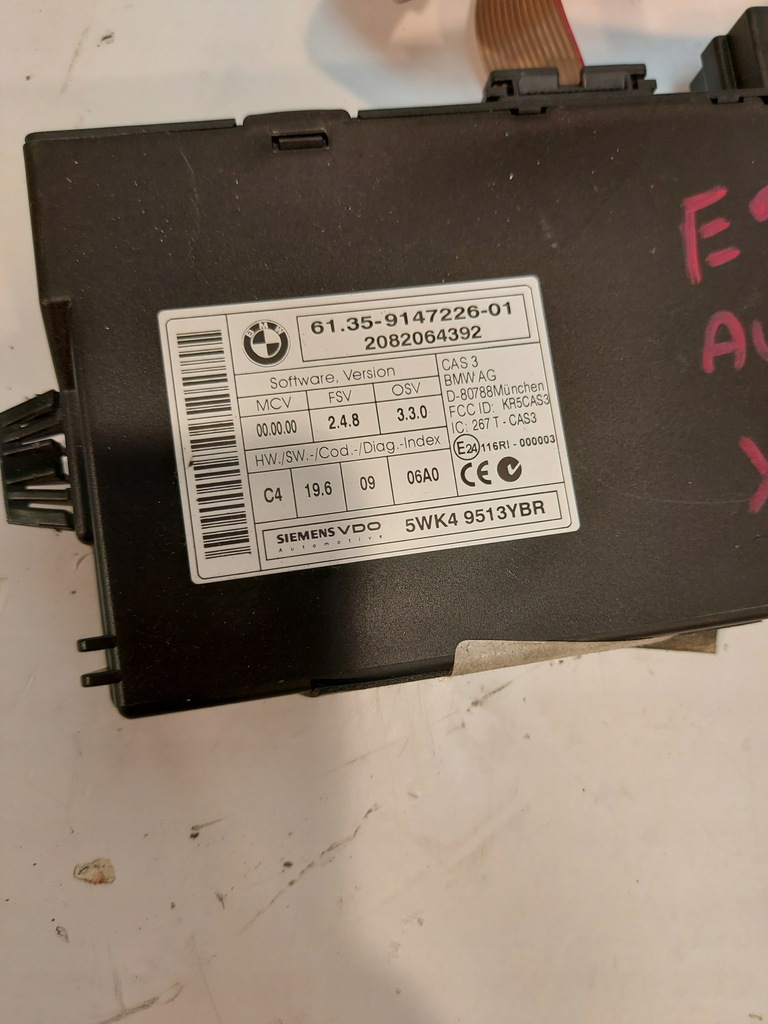 BMW
61.35-9147226-01
2082064392
Software, Version
MCV FSV OSV
00.00.00 2.4.8 3.3.0
HW./SW.-/Cod.-/Diag.-Index
C4 19.6 09 06A0
CAS 3
BMW AG
D-80788München
FCC ID: KR5CAS3
IC: 267 T - CAS3
E24 116RI - 000003
CE
SIEMENS VDO
Automotive
5WK4 9513YBR